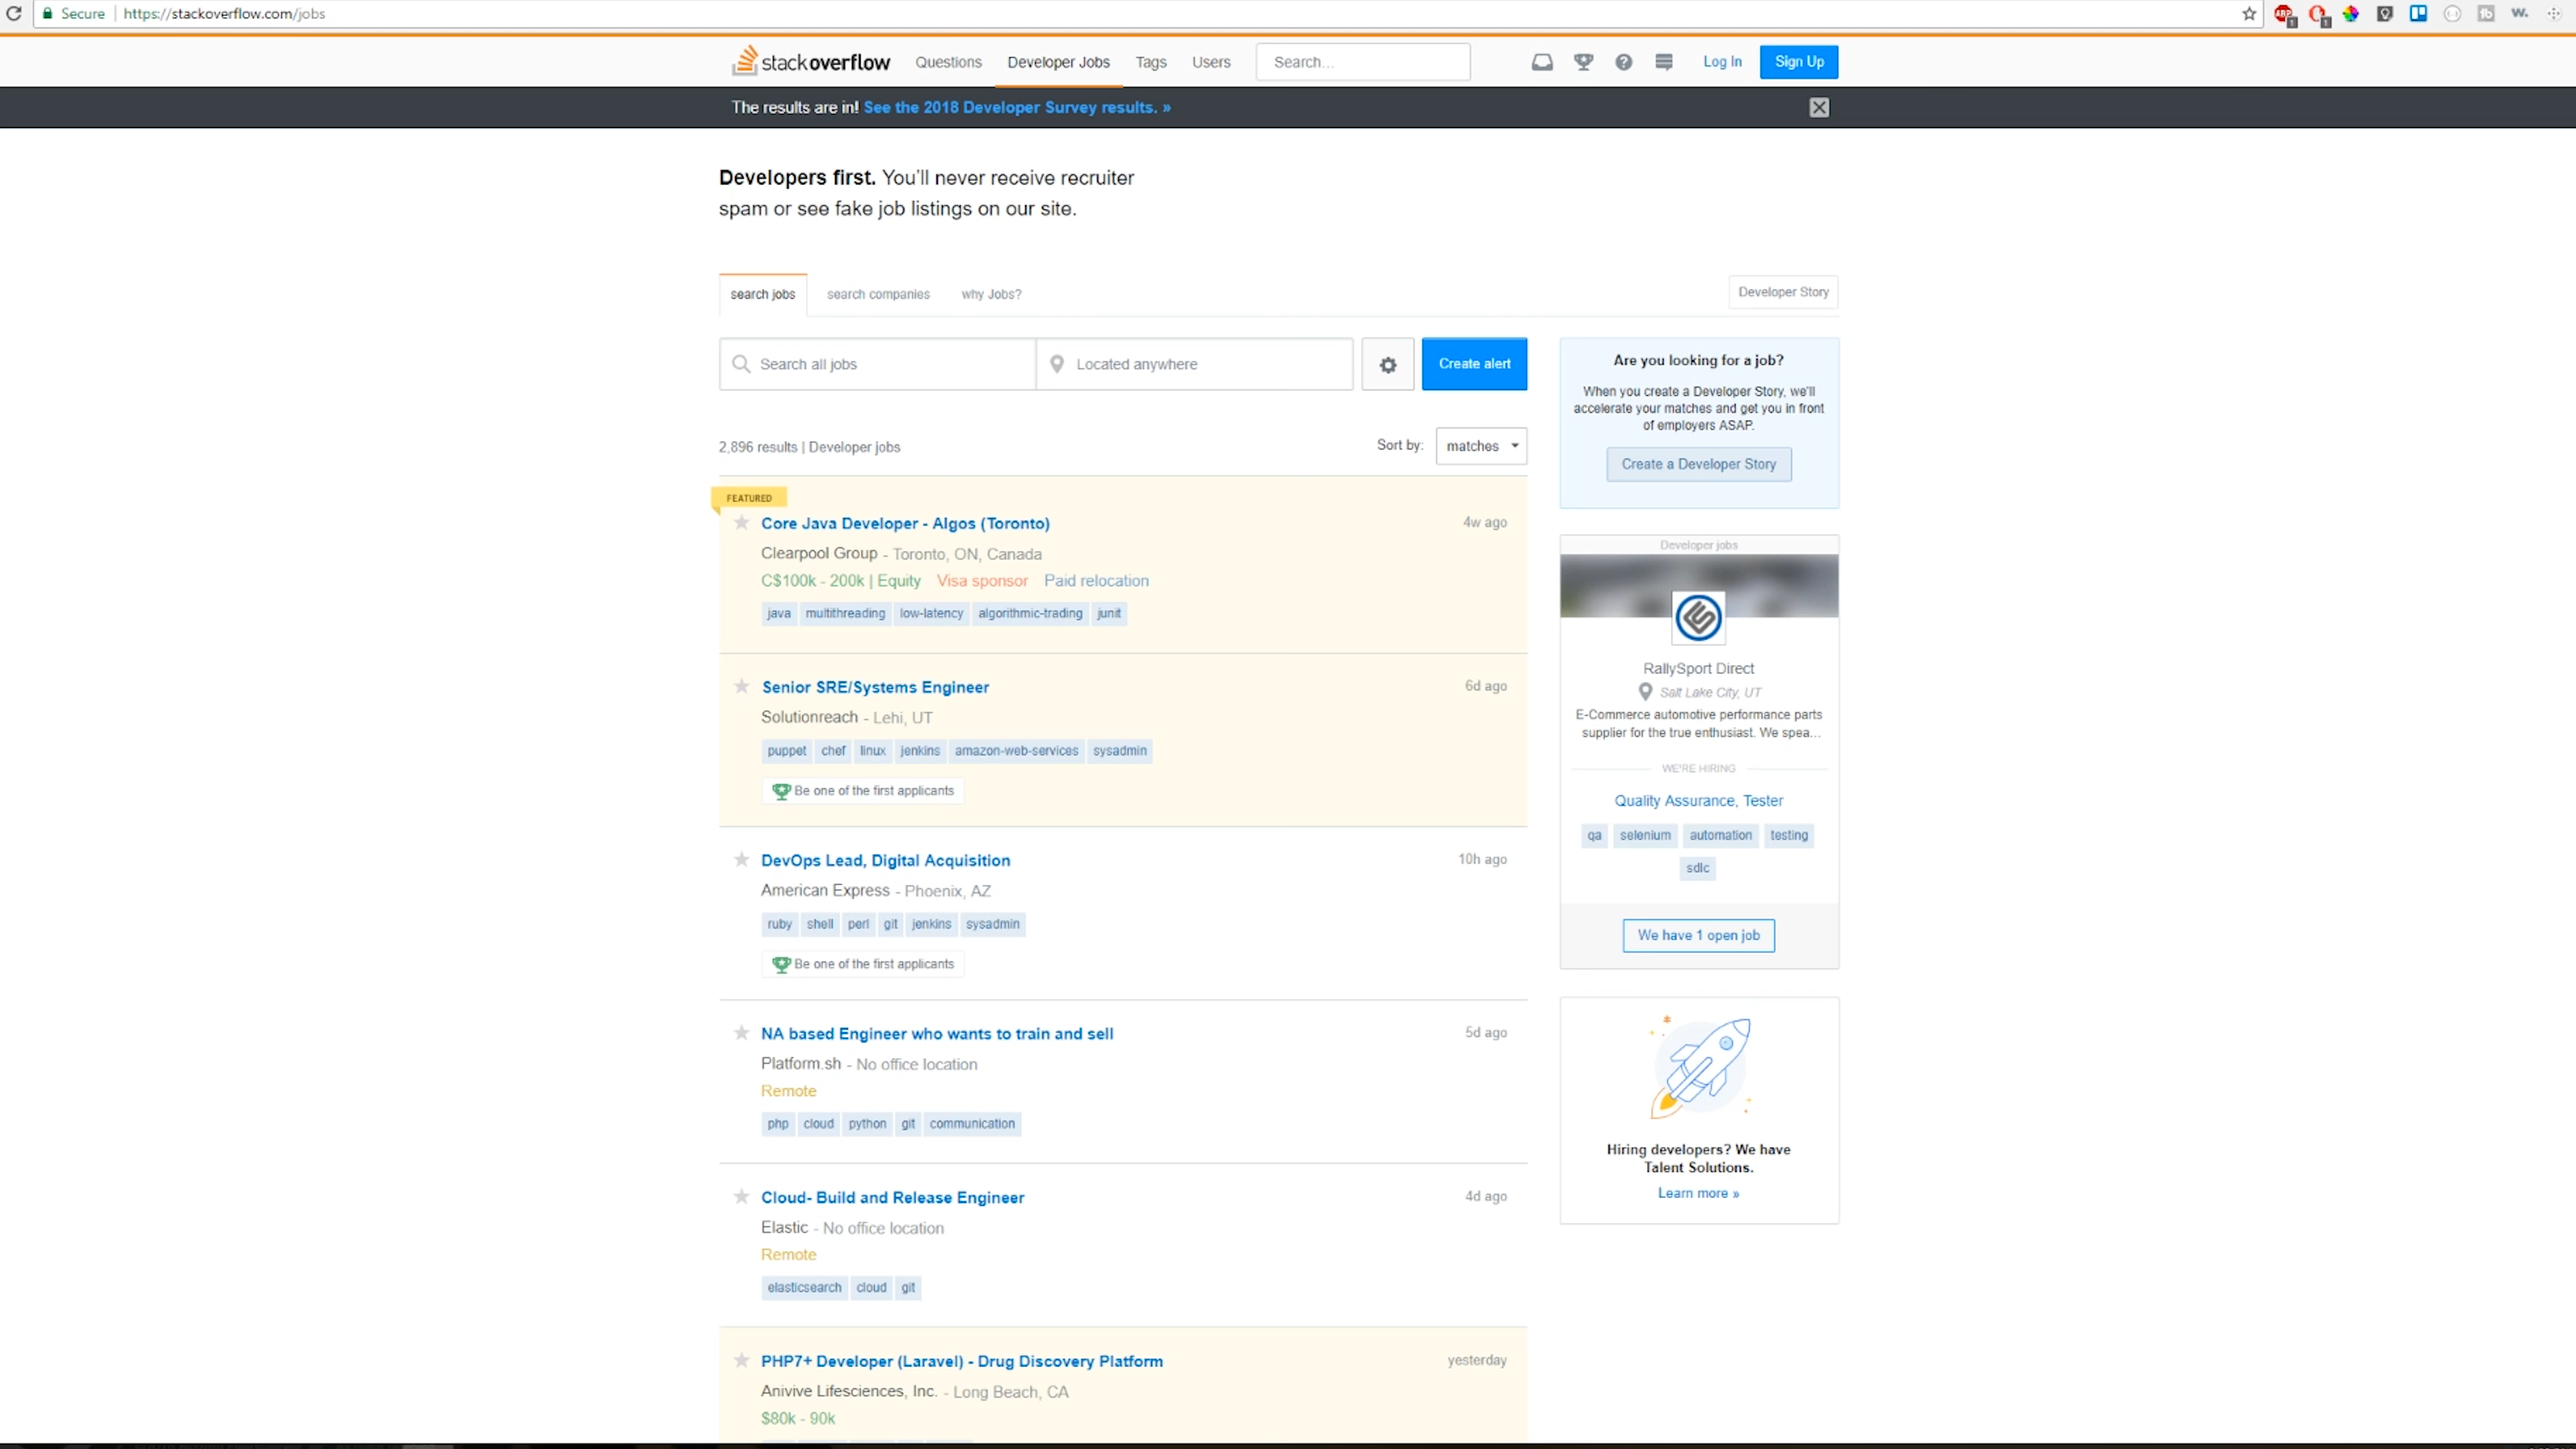 Secure | https://stackoverflow.com/jobs
ABP 1 1 fb w.
stackoverflow Questions Developer Jobs Tags Users Search... ? Log In Sign Up
The results are in! See the 2018 Developer Survey results. »
Developers first. You'll never receive recruiter
spam or see fake job listings on our site.
search jobs search companies why Jobs? Developer Story
Search all jobs Located anywhere Create alert
2,896 results | Developer jobs Sort by: matches
FEATURED
Core Java Developer - Algos (Toronto) 4w ago
Clearpool Group - Toronto, ON, Canada
C$100k - 200k | Equity Visa sponsor Paid relocation
java multithreading low-latency algorithmic-trading junit
Senior SRE/Systems Engineer 6d ago
Solutionreach - Lehi, UT
puppet chef linux jenkins amazon-web-services sysadmin
Be one of the first applicants
DevOps Lead, Digital Acquisition 10h ago
American Express - Phoenix, AZ
ruby shell perl git jenkins sysadmin
Be one of the first applicants
NA based Engineer who wants to train and sell 5d ago
Platform.sh - No office location
Remote
php cloud python git communication
Cloud- Build and Release Engineer 4d ago
Elastic - No office location
Remote
elasticsearch cloud git
PHP7+ Developer (Laravel) - Drug Discovery Platform yesterday
Anivive Lifesciences, Inc. - Long Beach, CA
$80k - 90k
Are you looking for a job?
When you create a Developer Story, we'll
accelerate your matches and get you in front
of employers ASAP.
Create a Developer Story
Developer jobs
RallySport Direct
Salt Lake City, UT
E-Commerce automotive performance parts
supplier for the true enthusiast. We spea...
WE'RE HIRING
Quality Assurance, Tester
qa selenium automation testing
sdlc
We have 1 open job
Hiring developers? We have
Talent Solutions.
Learn more »